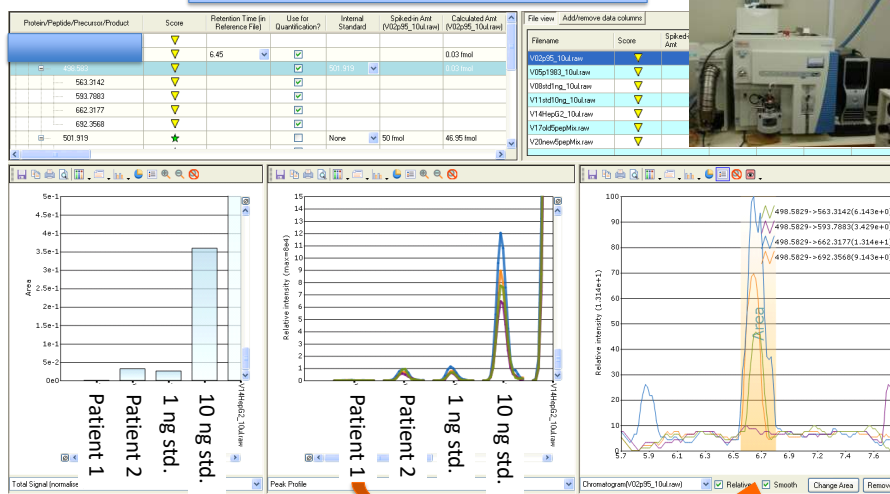 Protein/Peptide/Precursor/Product Score Retention Time (in Reference File) Use for Quantification? Internal Standard Spiked-in Amt (V02p95_10ul.raw) Calculated Amt (V02p95_10ul.raw)
6.45 0.03 fmol
498.583 501.919 0.03 fmol
563.3142
593.7883
662.3177
692.3568
501.919 None 50 fmol 46.95 fmol
File view Add/remove data columns
Filename Score Spiked-i Amt
V02p95_10ul.raw
V05p1983_10ul.raw
V08std1ng_10ul.raw
V11std10ng_10ul.raw
V14HepG2_10ul.raw
V17old5pepMix.raw
V20new5pepMix.raw
Area
5e-1
4.5e-1
4e-1
3.5e-1
3e-1
2.5e-1
2e-1
1.5e-1
1e-1
5e-2
0e0
Patient 1
Patient 2
1 ng std.
10 ng std.
V14HepG2_10ul.raw
Total Signal (normalise
Relative intensity (max=8e4)
15
14
13
12
11
10
9
8
7
6
5
4
3
2
1
0
Patient 1
Patient 2
1 ng std.
10 ng std.
V14HepG2_10ul.raw
Peak Profile
Relative intensity (1.314e+1)
100
90
80
70
60
50
40
30
20
10
0
498.5829->563.3142(6.143e+0)
498.5829->593.7883(3.429e+0)
498.5829->662.3177(1.314e+1)
498.5829->692.3568(9.143e+0)
Area
5.7 5.9 6.1 6.3 6.5 6.7 6.9 7.2 7.4 7.6
Chromatogram(V02p95_10ul.raw) Relative Smooth Change Area Remov